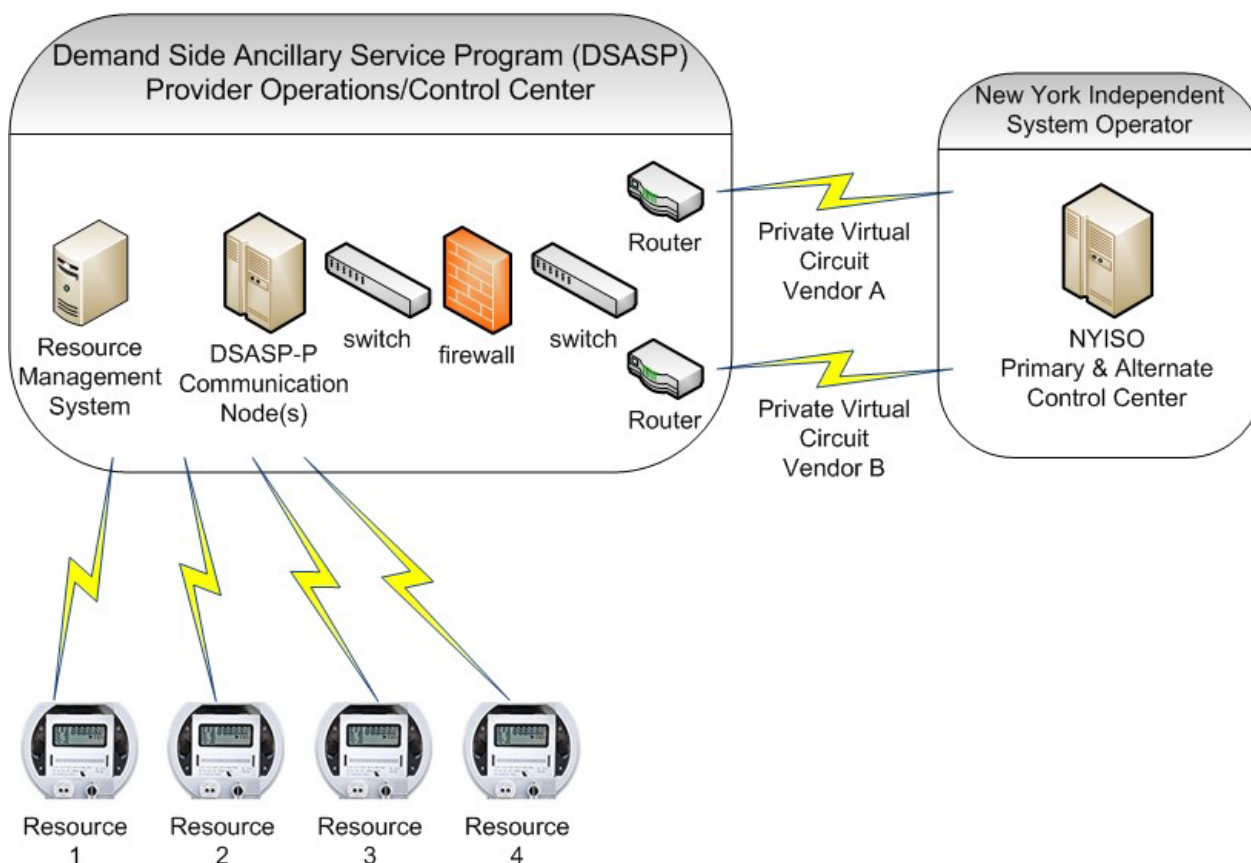 Demand Side Ancillary Service Program (DSASP)
Provider Operations/Control Center
New York Independent
System Operator
Resource
Management
System
DSASP-P
Communication
Node(s)
switch
firewall
switch
Router
Router
Private Virtual
Circuit
Vendor A
Private Virtual
Circuit
Vendor B
NYISO
Primary & Alternate
Control Center
Resource
1
Resource
2
Resource
3
Resource
4